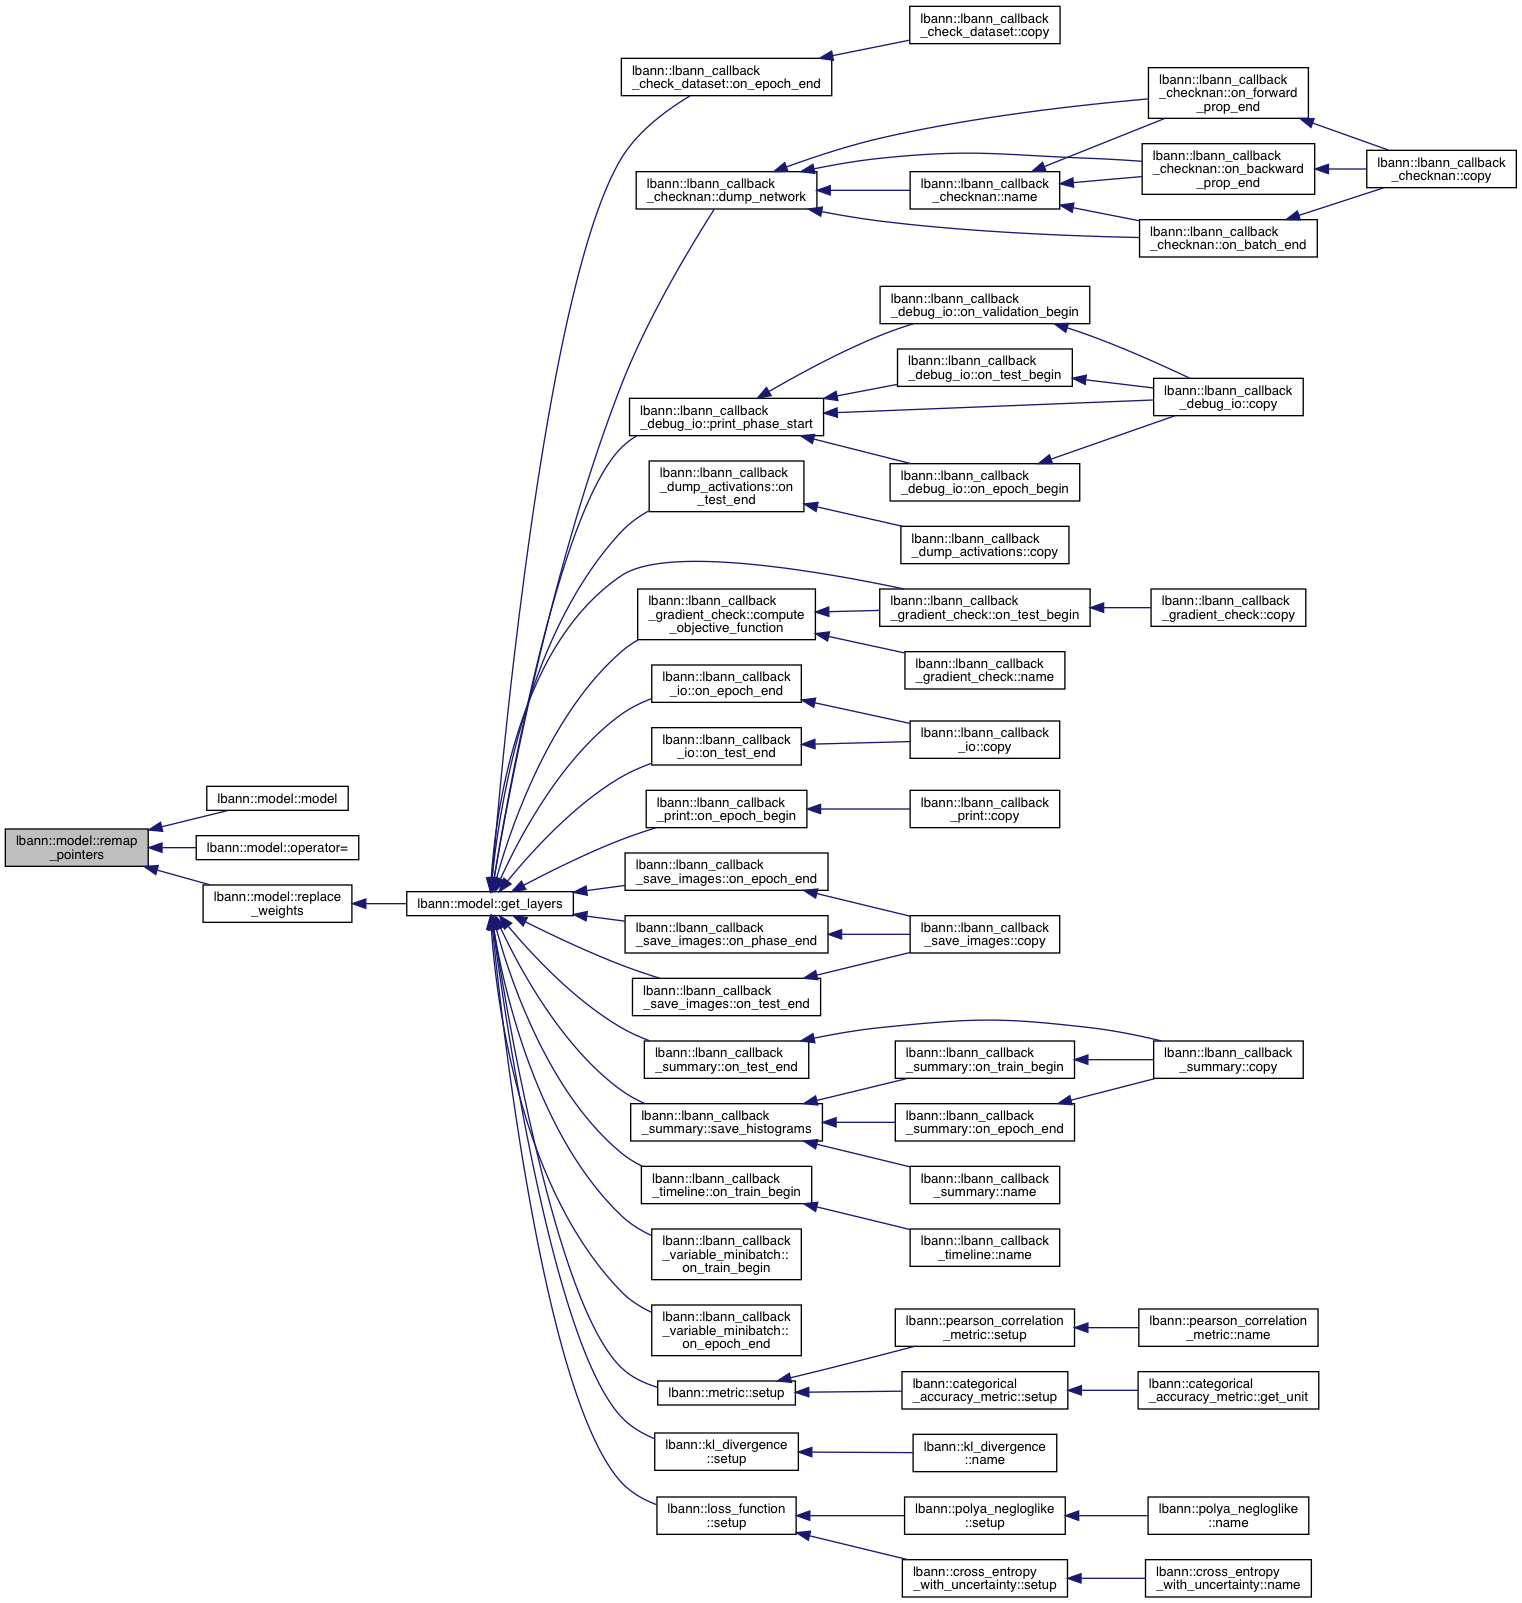 lbann::lbann_callback
_check_dataset::copy
lbann::lbann_callback
_check_dataset::on_epoch_end
lbann::lbann_callback
_checknan::on_forward
_prop_end
lbann::lbann_callback
_checknan::on_backward
_prop_end
lbann::lbann_callback
_checknan::copy
lbann::lbann_callback
_checknan::dump_network
lbann::lbann_callback
_checknan::name
lbann::lbann_callback
_checknan::on_batch_end
lbann::lbann_callback
_debug_io::on_validation_begin
lbann::lbann_callback
_debug_io::on_test_begin
lbann::lbann_callback
_debug_io::copy
lbann::lbann_callback
_debug_io::print_phase_start
lbann::lbann_callback
_debug_io::on_epoch_begin
lbann::lbann_callback
_dump_activations::on
_test_end
lbann::lbann_callback
_dump_activations::copy
lbann::lbann_callback
_gradient_check::compute
_objective_function
lbann::lbann_callback
_gradient_check::on_test_begin
lbann::lbann_callback
_gradient_check::copy
lbann::lbann_callback
_gradient_check::name
lbann::lbann_callback
_io::on_epoch_end
lbann::lbann_callback
_io::on_test_end
lbann::lbann_callback
_io::copy
lbann::lbann_callback
_print::on_epoch_begin
lbann::lbann_callback
_print::copy
lbann::model::model
lbann::model::remap
_pointers
lbann::model::operator=
lbann::model::replace
_weights
lbann::model::get_layers
lbann::lbann_callback
_save_images::on_epoch_end
lbann::lbann_callback
_save_images::on_phase_end
lbann::lbann_callback
_save_images::copy
lbann::lbann_callback
_save_images::on_test_end
lbann::lbann_callback
_summary::on_test_end
lbann::lbann_callback
_summary::on_train_begin
lbann::lbann_callback
_summary::copy
lbann::lbann_callback
_summary::save_histograms
lbann::lbann_callback
_summary::on_epoch_end
lbann::lbann_callback
_summary::name
lbann::lbann_callback
_timeline::on_train_begin
lbann::lbann_callback
_timeline::name
lbann::lbann_callback
_variable_minibatch::
on_train_begin
lbann::lbann_callback
_variable_minibatch::
on_epoch_end
lbann::pearson_correlation
_metric::setup
lbann::pearson_correlation
_metric::name
lbann::metric::setup
lbann::categorical
_accuracy_metric::setup
lbann::categorical
_accuracy_metric::get_unit
lbann::kl_divergence
::setup
lbann::kl_divergence
::name
lbann::loss_function
::setup
lbann::polya_negloglike
::setup
lbann::polya_negloglike
::name
lbann::cross_entropy
_with_uncertainty::setup
lbann::cross_entropy
_with_uncertainty::name